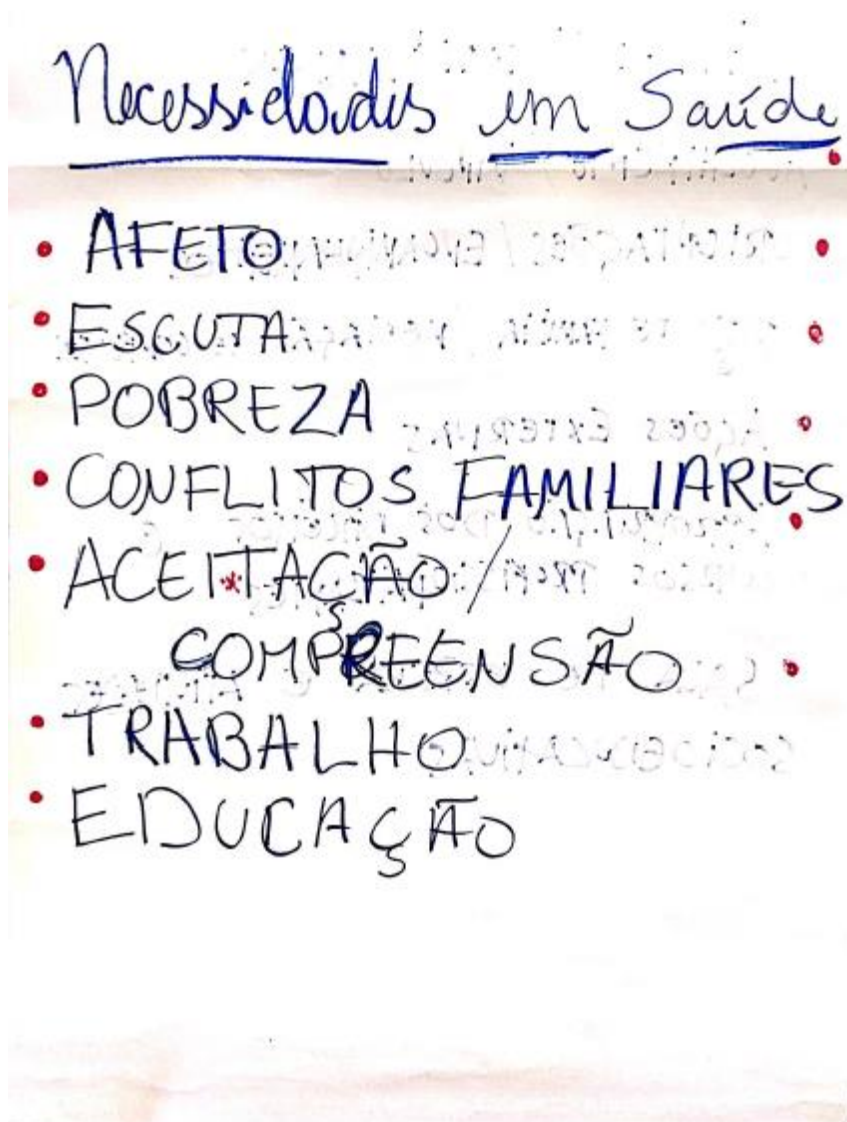 Necessidades em Saúde
• AFETO
• ESCUTA
• POBREZA
• CONFLITOS FAMILIARES
• ACEITAÇÃO /
COMPREENSÃO
• TRABALHO
• EDUCAÇÃO